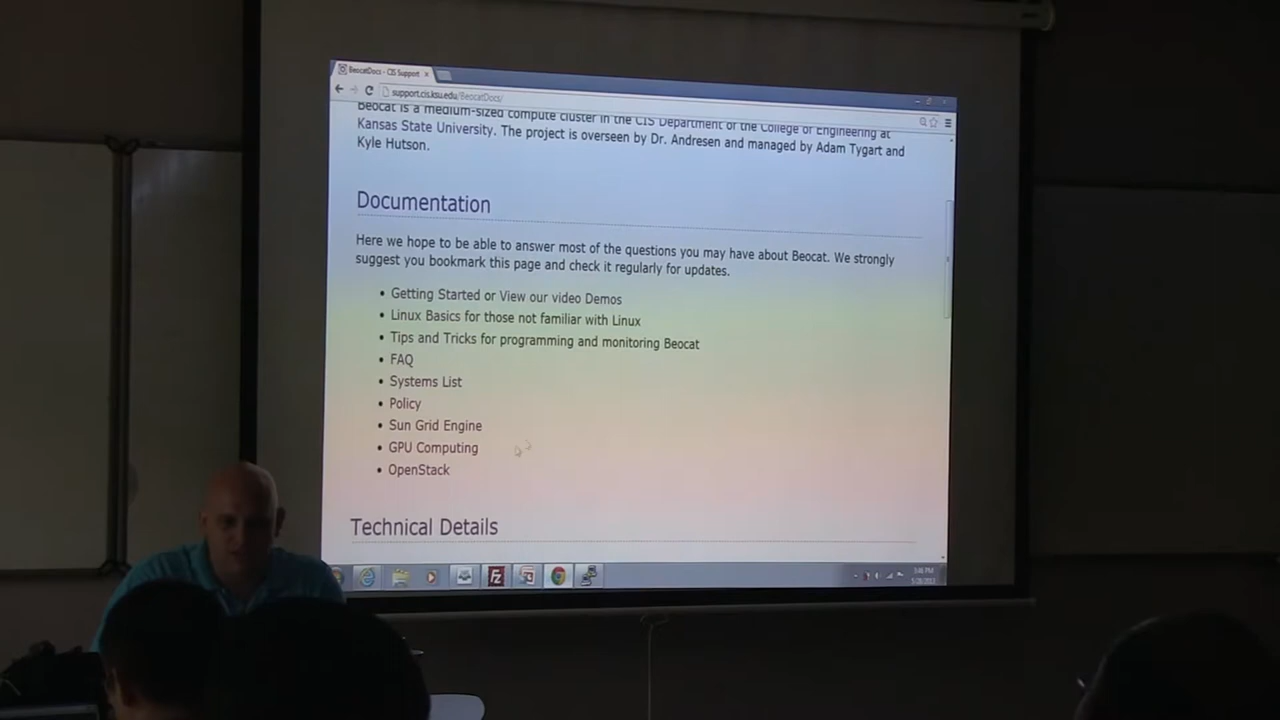 BeocatDocs - CIS Support
support.cis.ksu.edu/BeocatDocs/
Beocat is a medium-sized compute cluster in the CIS Department of the College of Engineering at
Kansas State University. The project is overseen by Dr. Andresen and managed by Adam Tygart and
Kyle Hutson.
Documentation
Here we hope to be able to answer most of the questions you may have about Beocat. We strongly
suggest you bookmark this page and check it regularly for updates.
• Getting Started or View our video Demos
• Linux Basics for those not familiar with Linux
• Tips and Tricks for programming and monitoring Beocat
• FAQ
• Systems List
• Policy
• Sun Grid Engine
• GPU Computing
• OpenStack
Technical Details
3:46 PM